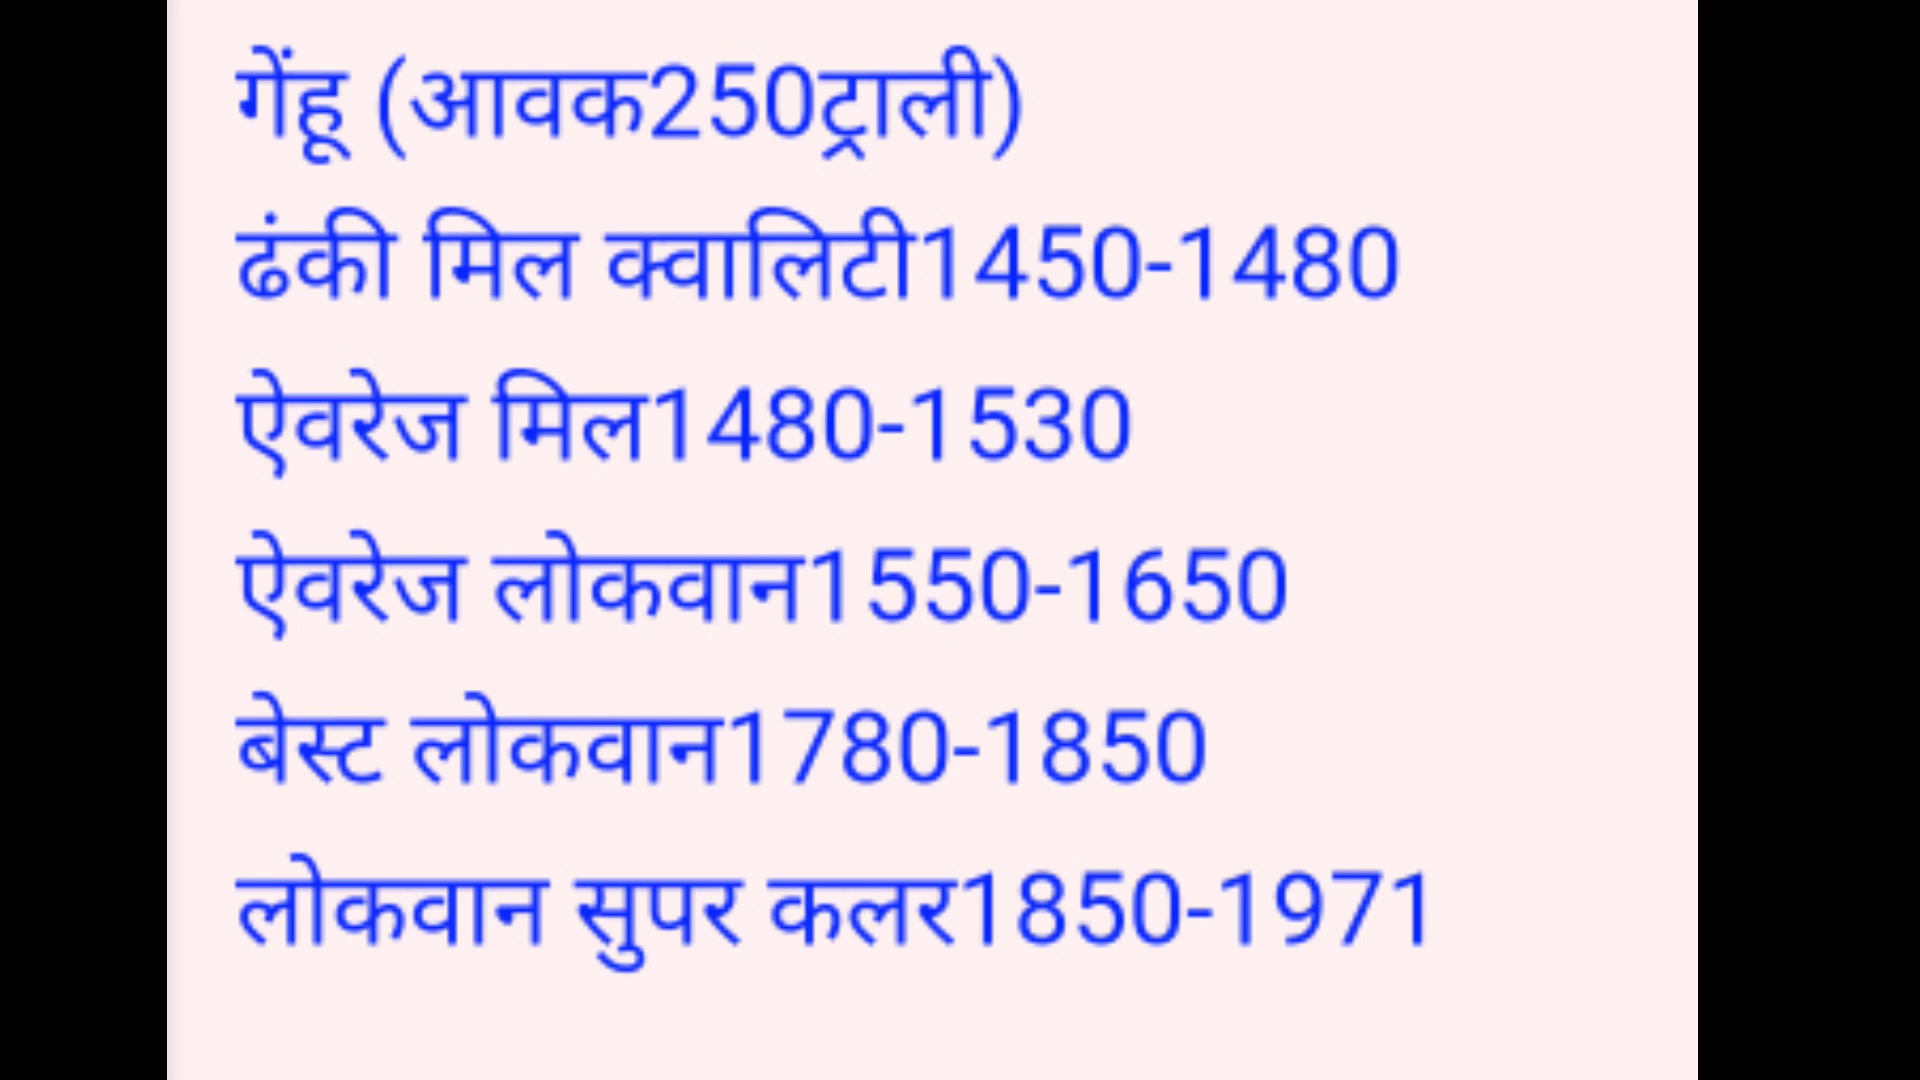 गेंहू (आवक250ट्राली)
ढंकी मिल क्वालिटी1450-1480
ऐवरेज मिल1480-1530
ऐवरेज लोकवान1550-1650
बेस्ट लोकवान1780-1850
लोकवान सुपर कलर1850-1971